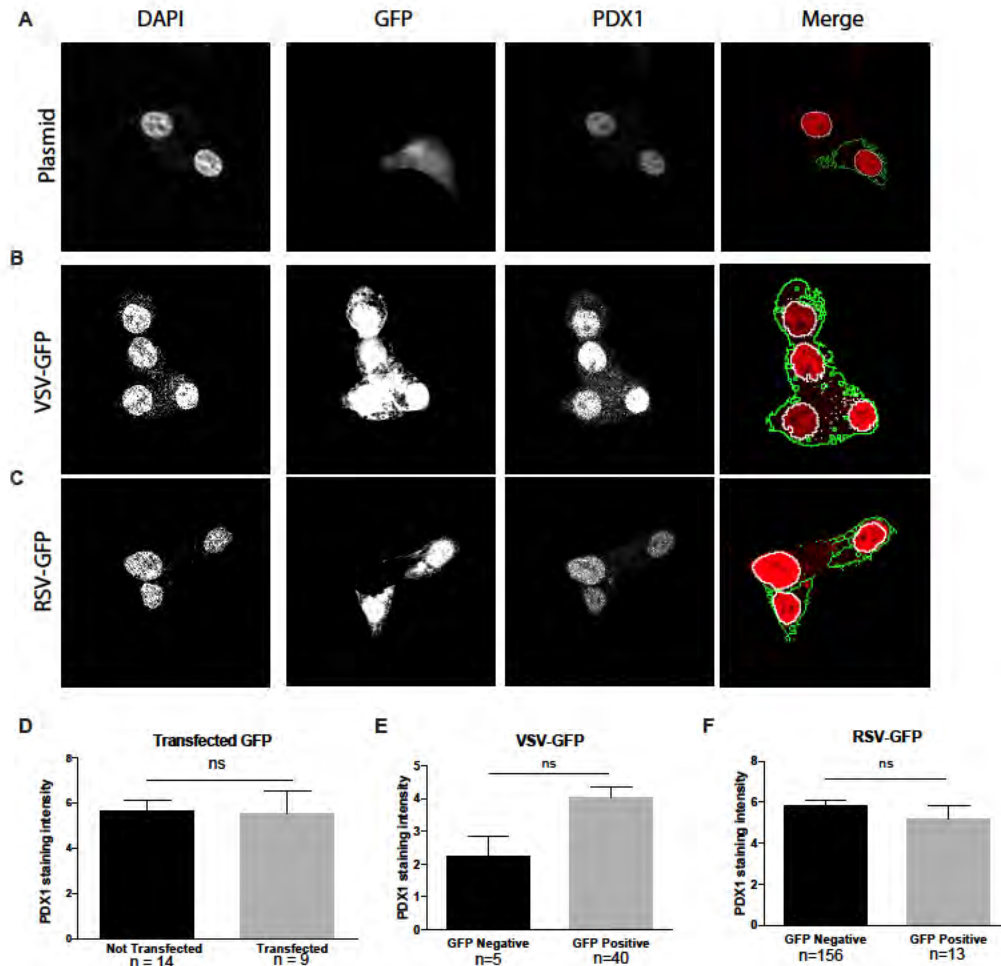 A DAPI GFP PDX1 Merge
Plasmid
B
VSV-GFP
C
RSV-GFP
D
Transfected GFP
ns
PDX1 staining intensity
8
6
4
2
0
Not Transfected Transfected
n = 14 n = 9
E
VSV-GFP
ns
PDX1 staining intensity
5
4
3
2
1
0
GFP Negative GFP Positive
n=5 n=40
F
RSV-GFP
ns
PDX1 staining intensity
8
6
4
2
0
GFP Negative GFP Positive
n=156 n=13